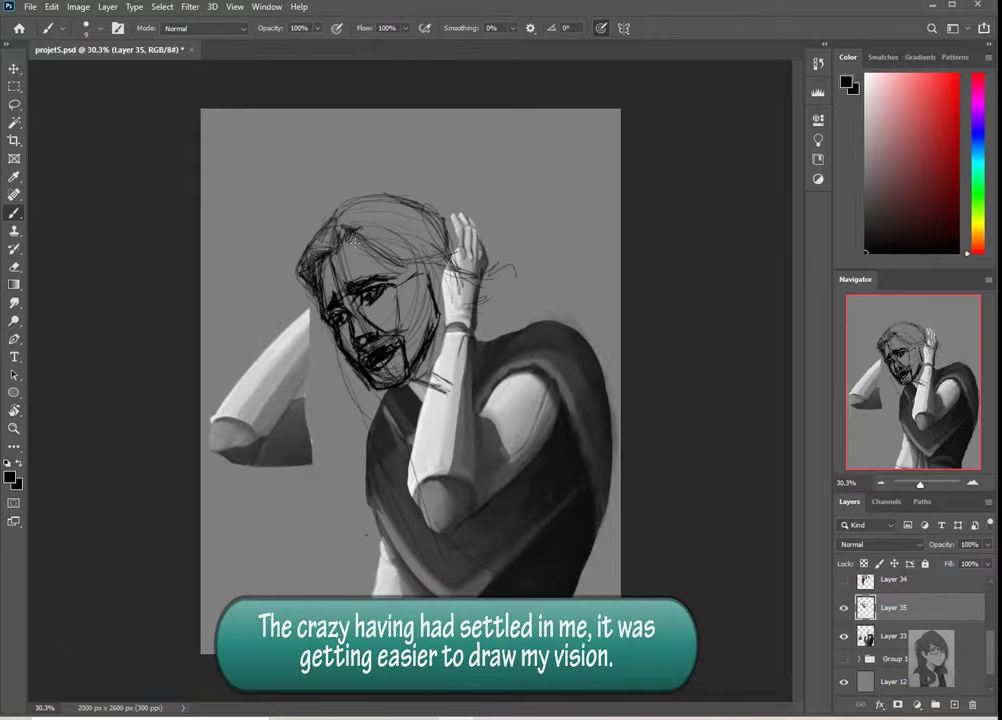 Ps File Edit Image Layer Type Select Filter 3D View Window Help
9 Mode: Normal Opacity: 100% Flow: 100% Smoothing: 0% 0°
projet5.psd @ 30.3% (Layer 35, RGB/8#) * ×
Color Swatches Gradients Patterns
Navigator
30.3%
Layers Channels Paths
Kind
Normal Opacity: 100%
Lock: Fill: 100%
Layer 34
Layer 35
Layer 33
Group 1
Layer 12
The crazy having had settled in me, it was
getting easier to draw my vision.
30.3% 2000 px x 2600 px (300 ppi)